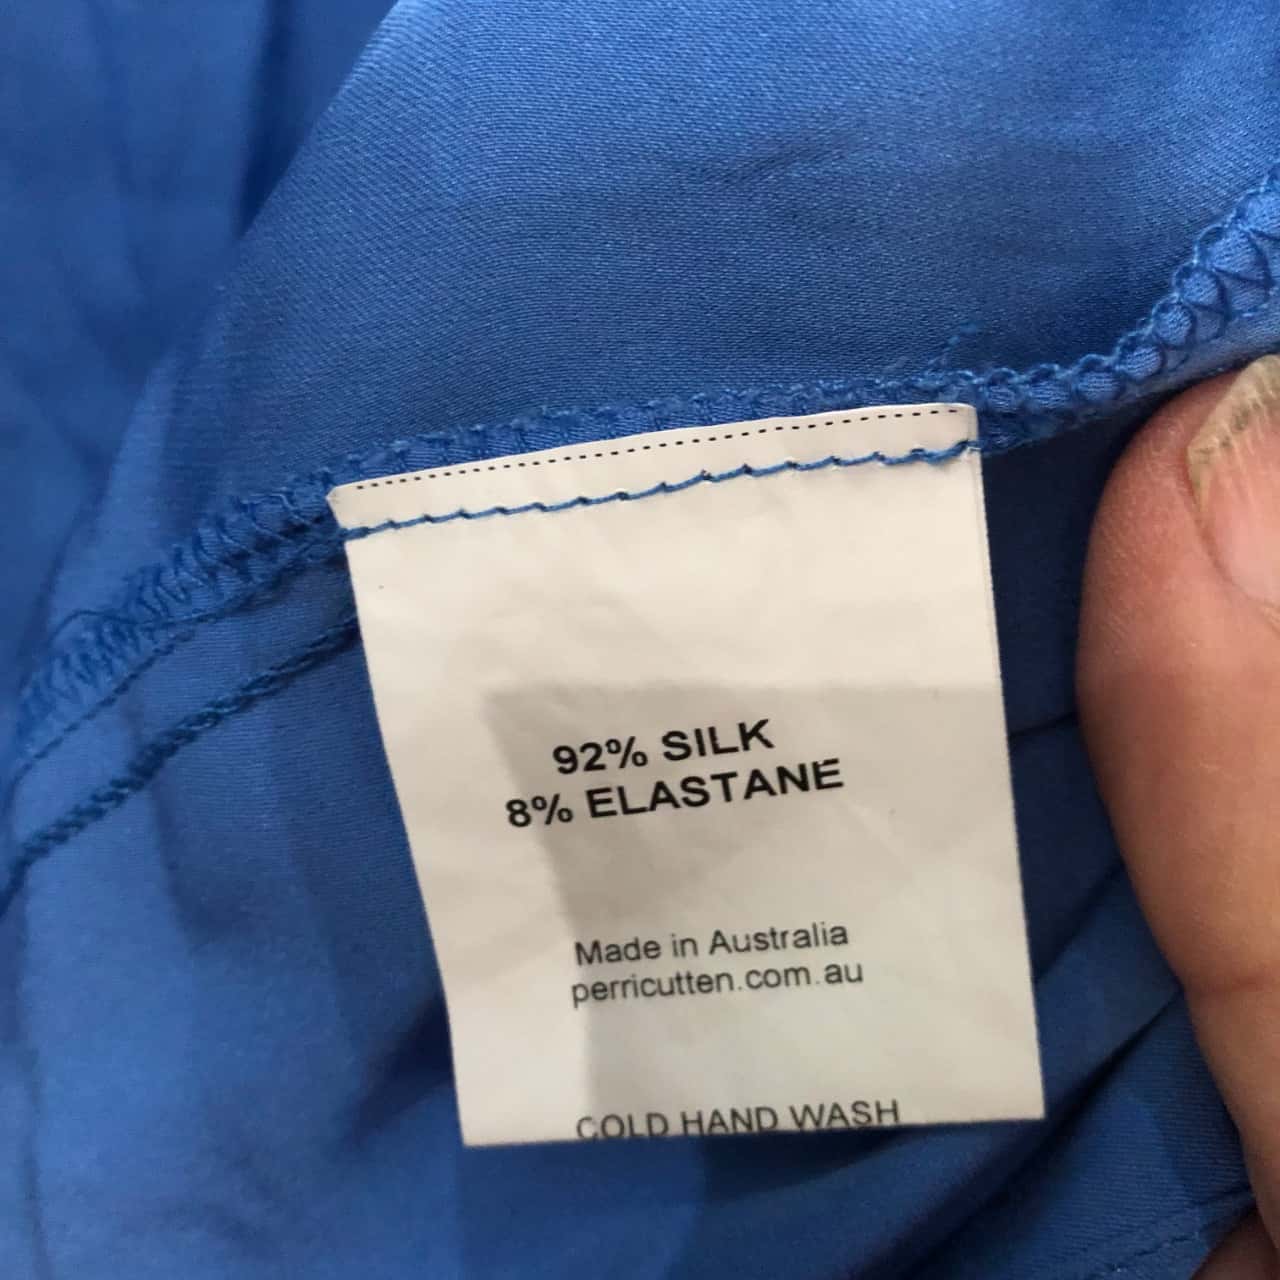 92% SILK
8% ELASTANE
Made in Australia
perricutten.com.au
COLD HAND WASH